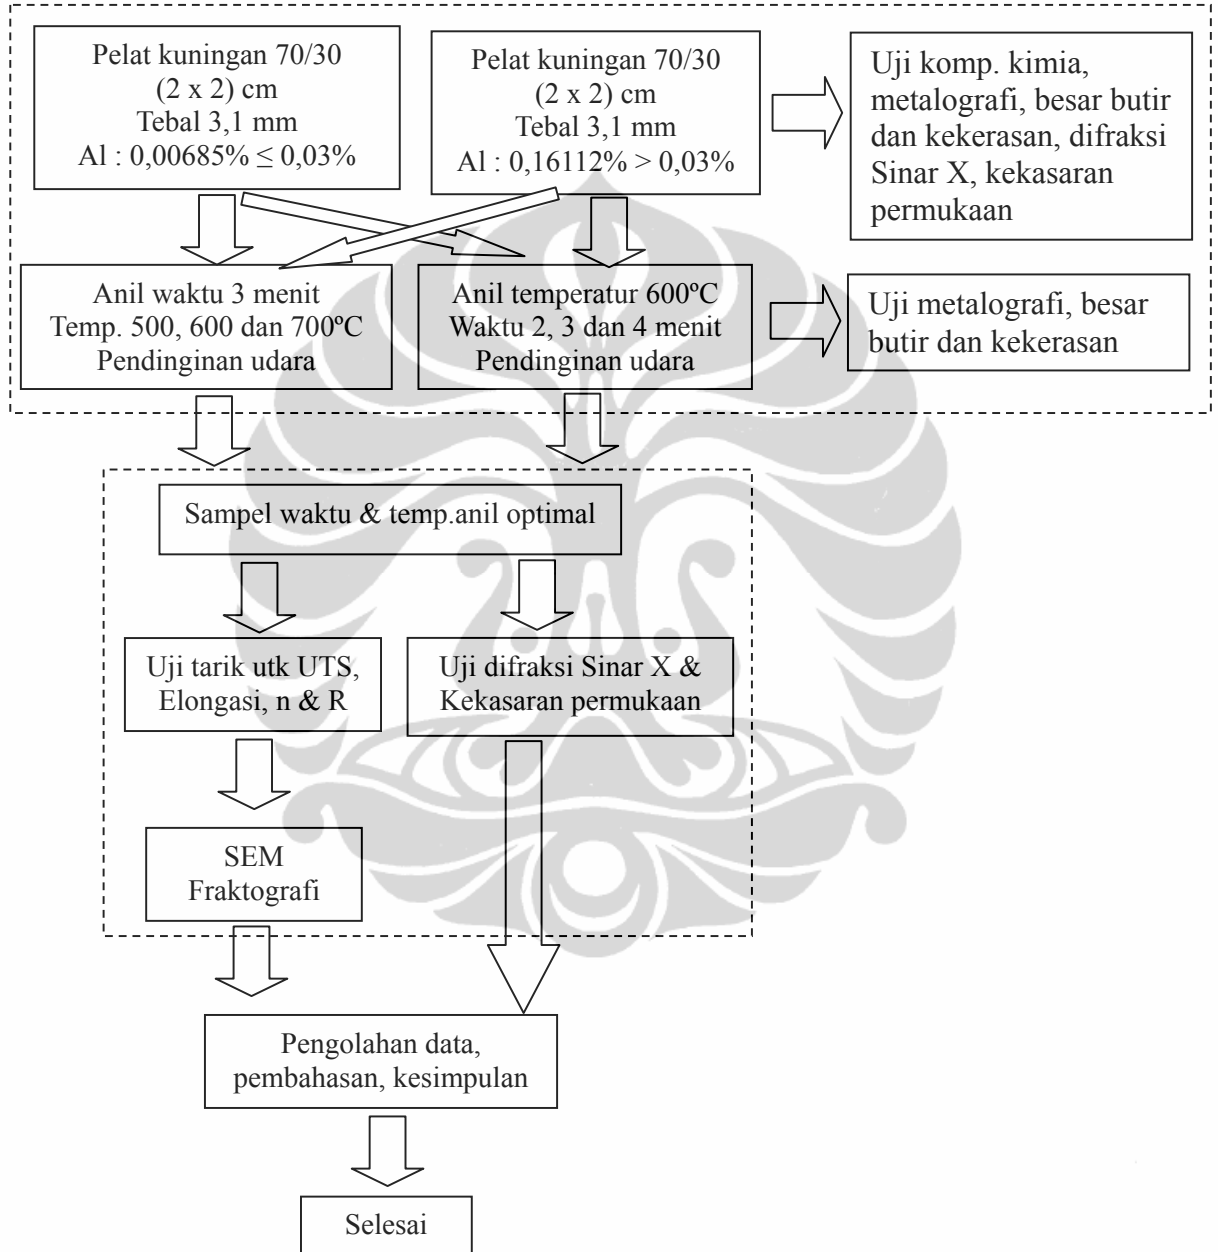 Pelat kuningan 70/30
(2 x 2) cm
Tebal 3,1 mm
Al : 0,00685% ≤ 0,03%
Pelat kuningan 70/30
(2 x 2) cm
Tebal 3,1 mm
Al : 0,16112% > 0,03%
Uji komp. kimia,
metalografi, besar butir
dan kekerasan, difraksi
Sinar X, kekasaran
permukaan
Anil waktu 3 menit
Temp. 500, 600 dan 700ºC
Pendinginan udara
Anil temperatur 600ºC
Waktu 2, 3 dan 4 menit
Pendinginan udara
Uji metalografi, besar
butir dan kekerasan
Sampel waktu & temp.anil optimal
Uji tarik utk UTS,
Elongasi, n & R
Uji difraksi Sinar X &
Kekasaran permukaan
SEM
Fraktografi
Pengolahan data,
pembahasan, kesimpulan
Selesai